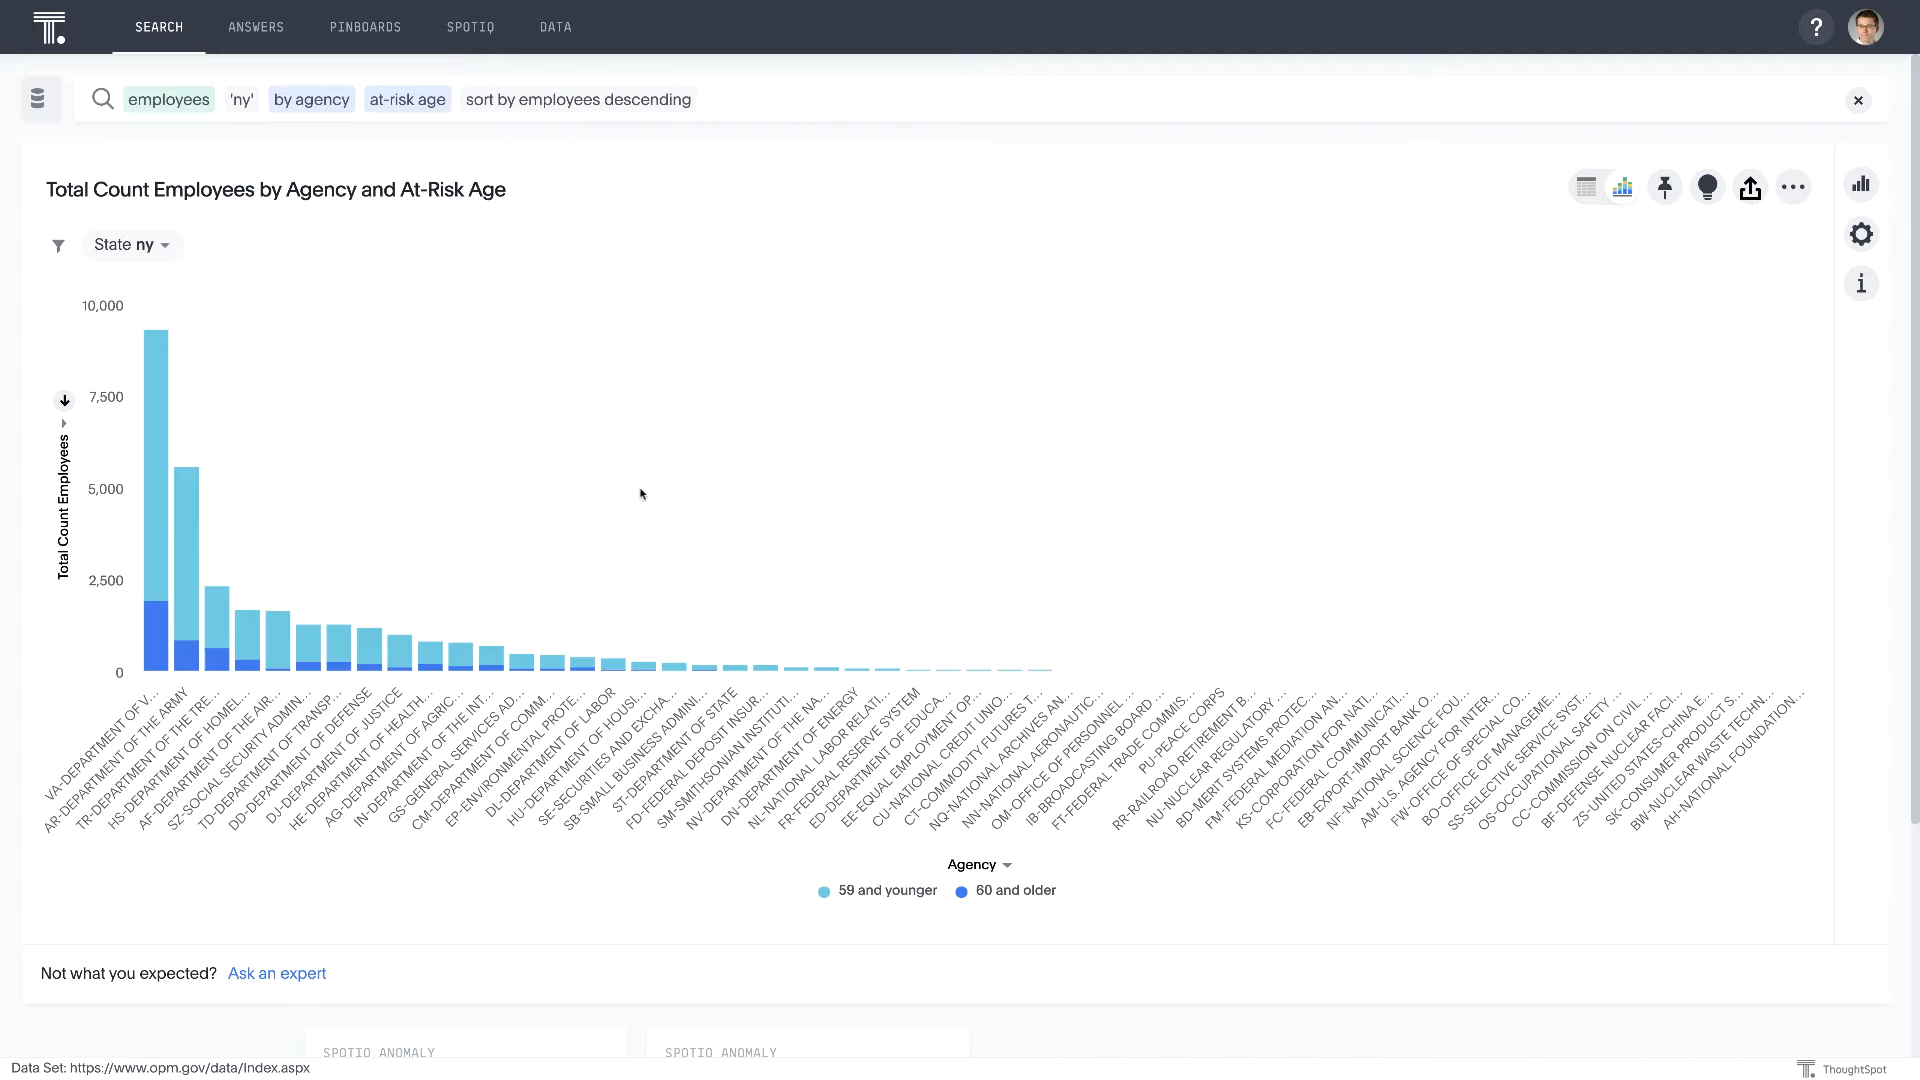 T.
SEARCH
ANSWERS
PINBOARDS
SPOTIQ
DATA
?
employees 'ny' by agency at-risk age sort by employees descending
Total Count Employees by Agency and At-Risk Age
State ny
10,000
7,500
5,000
2,500
0
Total Count Employees
VA-DEPARTMENT OF V...
AR-DEPARTMENT OF THE ARMY
TR-DEPARTMENT OF THE TRE...
HS-DEPARTMENT OF HOMEL...
AF-DEPARTMENT OF THE AIR...
SZ-SOCIAL SECURITY ADMIN...
TD-DEPARTMENT OF TRANSP...
DD-DEPARTMENT OF DEFENSE
DJ-DEPARTMENT OF JUSTICE
HE-DEPARTMENT OF HEALTH...
AG-DEPARTMENT OF AGRIC...
IN-DEPARTMENT OF THE INT...
GS-GENERAL SERVICES AD...
CM-DEPARTMENT OF COMM...
EP-ENVIRONMENTAL PROTE...
DL-DEPARTMENT OF LABOR
HU-DEPARTMENT OF HOUSI...
SE-SECURITIES AND EXCHA...
SB-SMALL BUSINESS ADMINI...
ST-DEPARTMENT OF STATE
FD-FEDERAL DEPOSIT INSUR...
SM-SMITHSONIAN INSTITUTI...
NV-DEPARTMENT OF THE NA...
DN-DEPARTMENT OF ENERGY
NL-NATIONAL LABOR RELATI...
FR-FEDERAL RESERVE SYSTEM
ED-DEPARTMENT OF EDUCA...
EE-EQUAL EMPLOYMENT OP...
CU-NATIONAL CREDIT UNIO...
CT-COMMODITY FUTURES T...
NQ-NATIONAL ARCHIVES AN...
NN-NATIONAL AERONAUTIC...
OM-OFFICE OF PERSONNEL...
IB-BROADCASTING BOARD ...
FT-FEDERAL TRADE COMMIS...
PU-PEACE CORPS
RR-RAILROAD RETIREMENT B...
NU-NUCLEAR REGULATORY ...
BD-MERIT SYSTEMS PROTEC...
FM-FEDERAL MEDIATION AN...
KS-CORPORATION FOR NATI...
FC-FEDERAL COMMUNICATI...
EB-EXPORT-IMPORT BANK O...
NF-NATIONAL SCIENCE FOU...
AM-U.S. AGENCY FOR INTER...
FW-OFFICE OF SPECIAL CO...
BO-OFFICE OF MANAGEME...
SS-SELECTIVE SERVICE SYST...
OS-OCCUPATIONAL SAFETY ...
CC-COMMISSION ON CIVIL ...
BF-DEFENSE NUCLEAR FACI...
ZS-UNITED STATES-CHINA E...
SK-CONSUMER PRODUCT S...
BW-NUCLEAR WASTE TECHN...
AH-NATIONAL FOUNDATION...
Agency
59 and younger
60 and older
Not what you expected? Ask an expert
SPOTIQ ANOMALY
SPOTIQ ANOMALY
Data Set: https://www.opm.gov/data/Index.aspx
T. ThoughtSpot